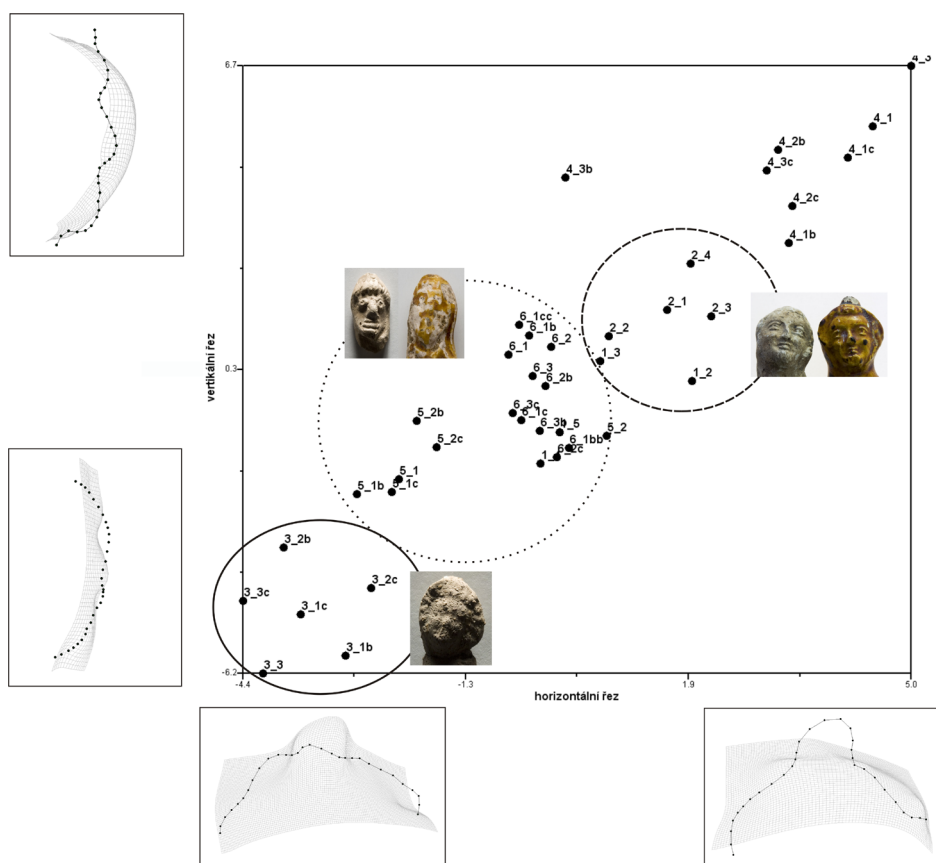 6.7
4_3
4_1
4_2b
4_1c
4_3c
4_3b
4_2c
4_1b
2_4
2_1
2_3
6_1cc
6_1b
2_2
6_2
6_1
1_3
0.3
vertikální řez
6_3
1_2
6_2b
6_3c
6_1c
5_2b
6_3b
5_2
5_2c
6_1bb
6_2c
5_1
5_1b
5_1c
3_2b
3_2c
3_3c
3_1c
3_1b
3_3
-6.2
-4.4
-1.3
1.9
5.0
horizontální řez